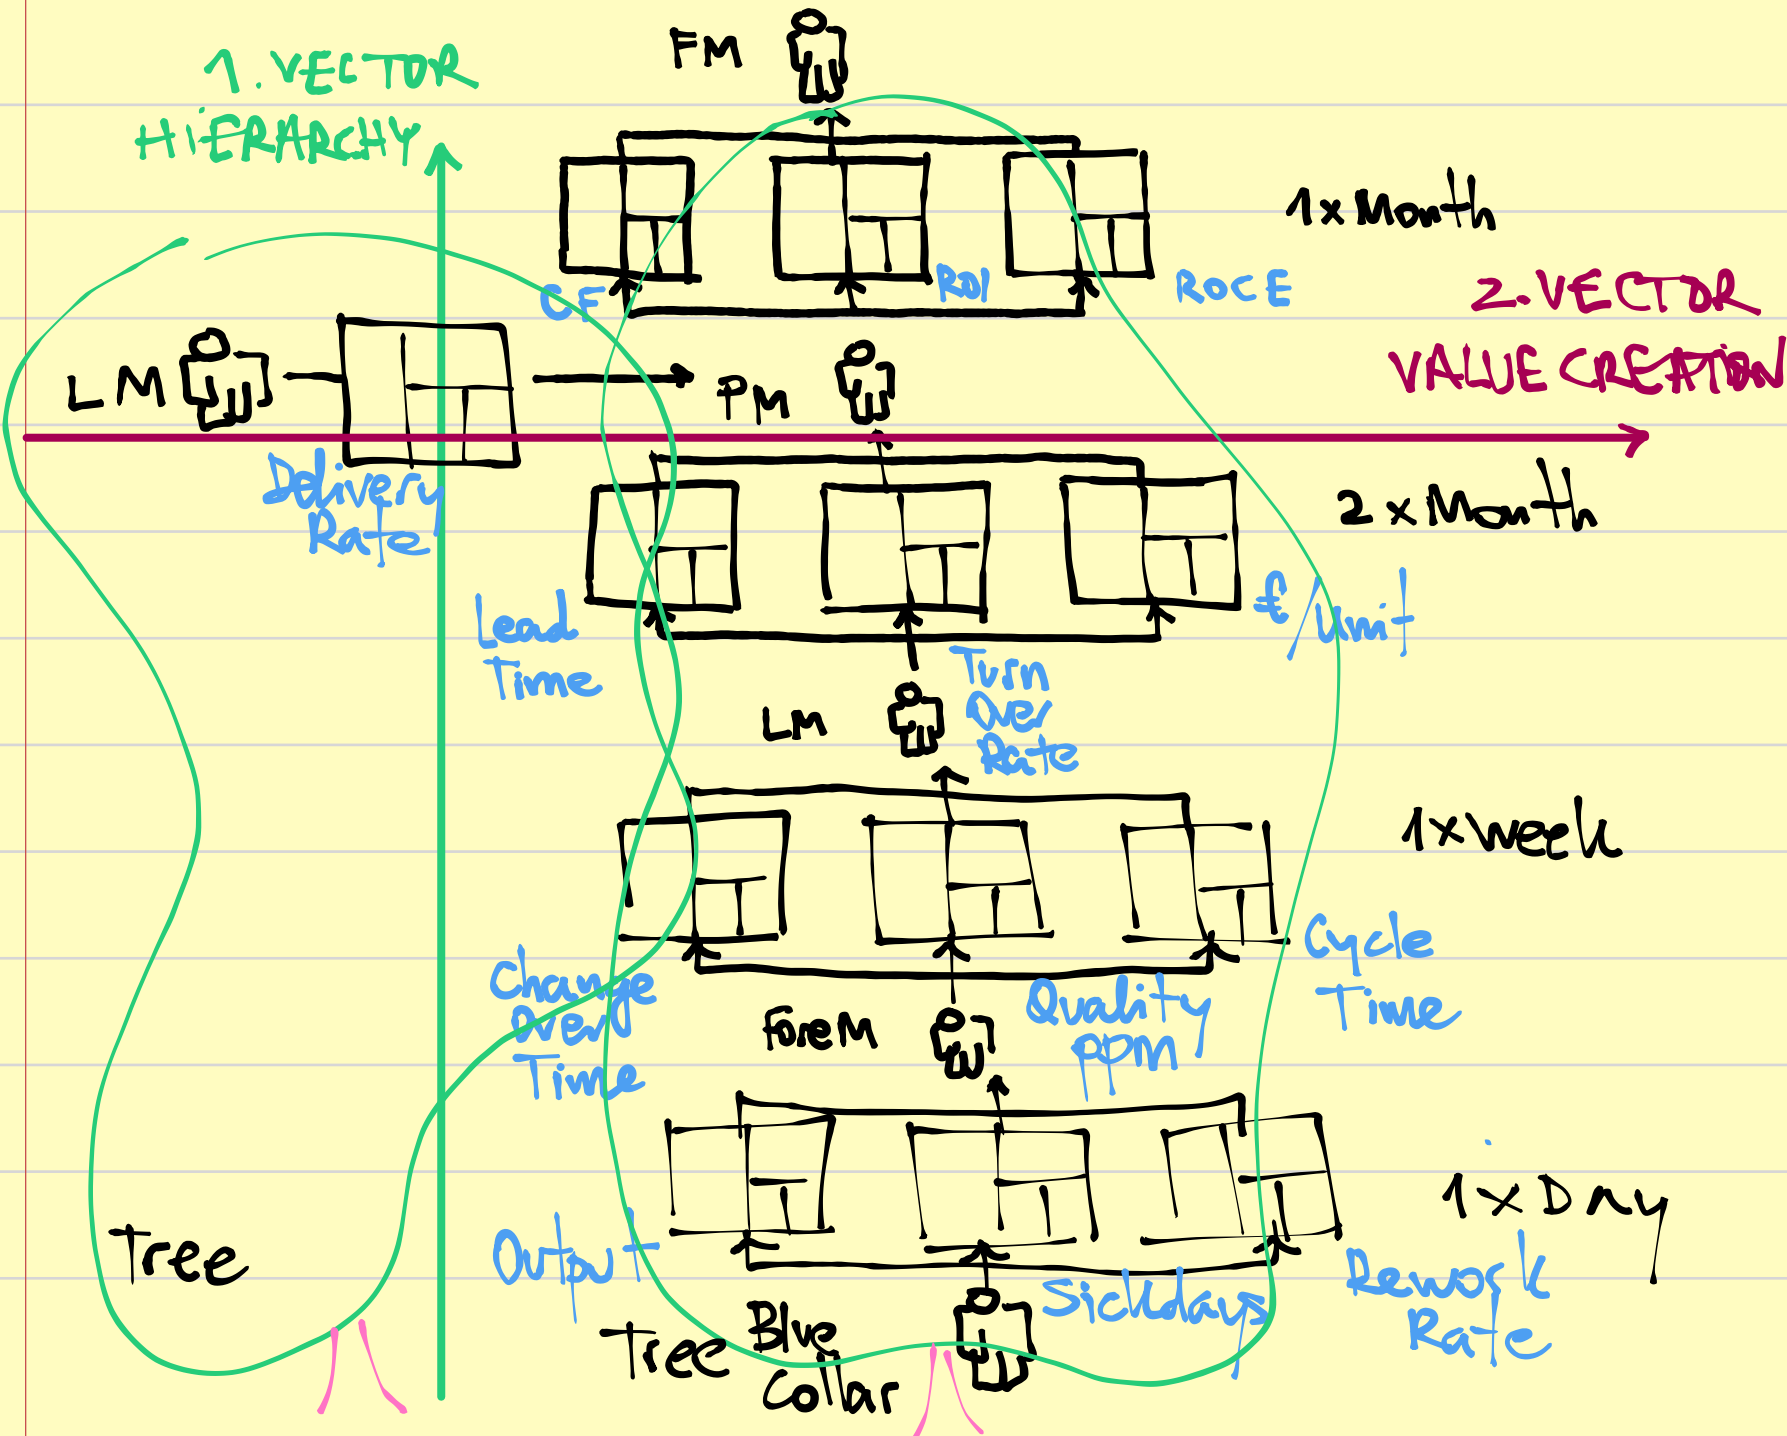 FM
1. VECTOR
HIERARCHY
1x Month
CF
ROI
ROCE
2. VECTOR
VALUE CREATION
LM
PM
Delivery
Rate
2 x Month
Lead
Time
€/Unit
Turn
Over
Rate
LM
1x Week
Change
Over
Time
Quality
ppm
Cycle
Time
ForeM
1x Day
Tree
Output
Sickdays
Rework
Rate
Tree
Blue
Collar